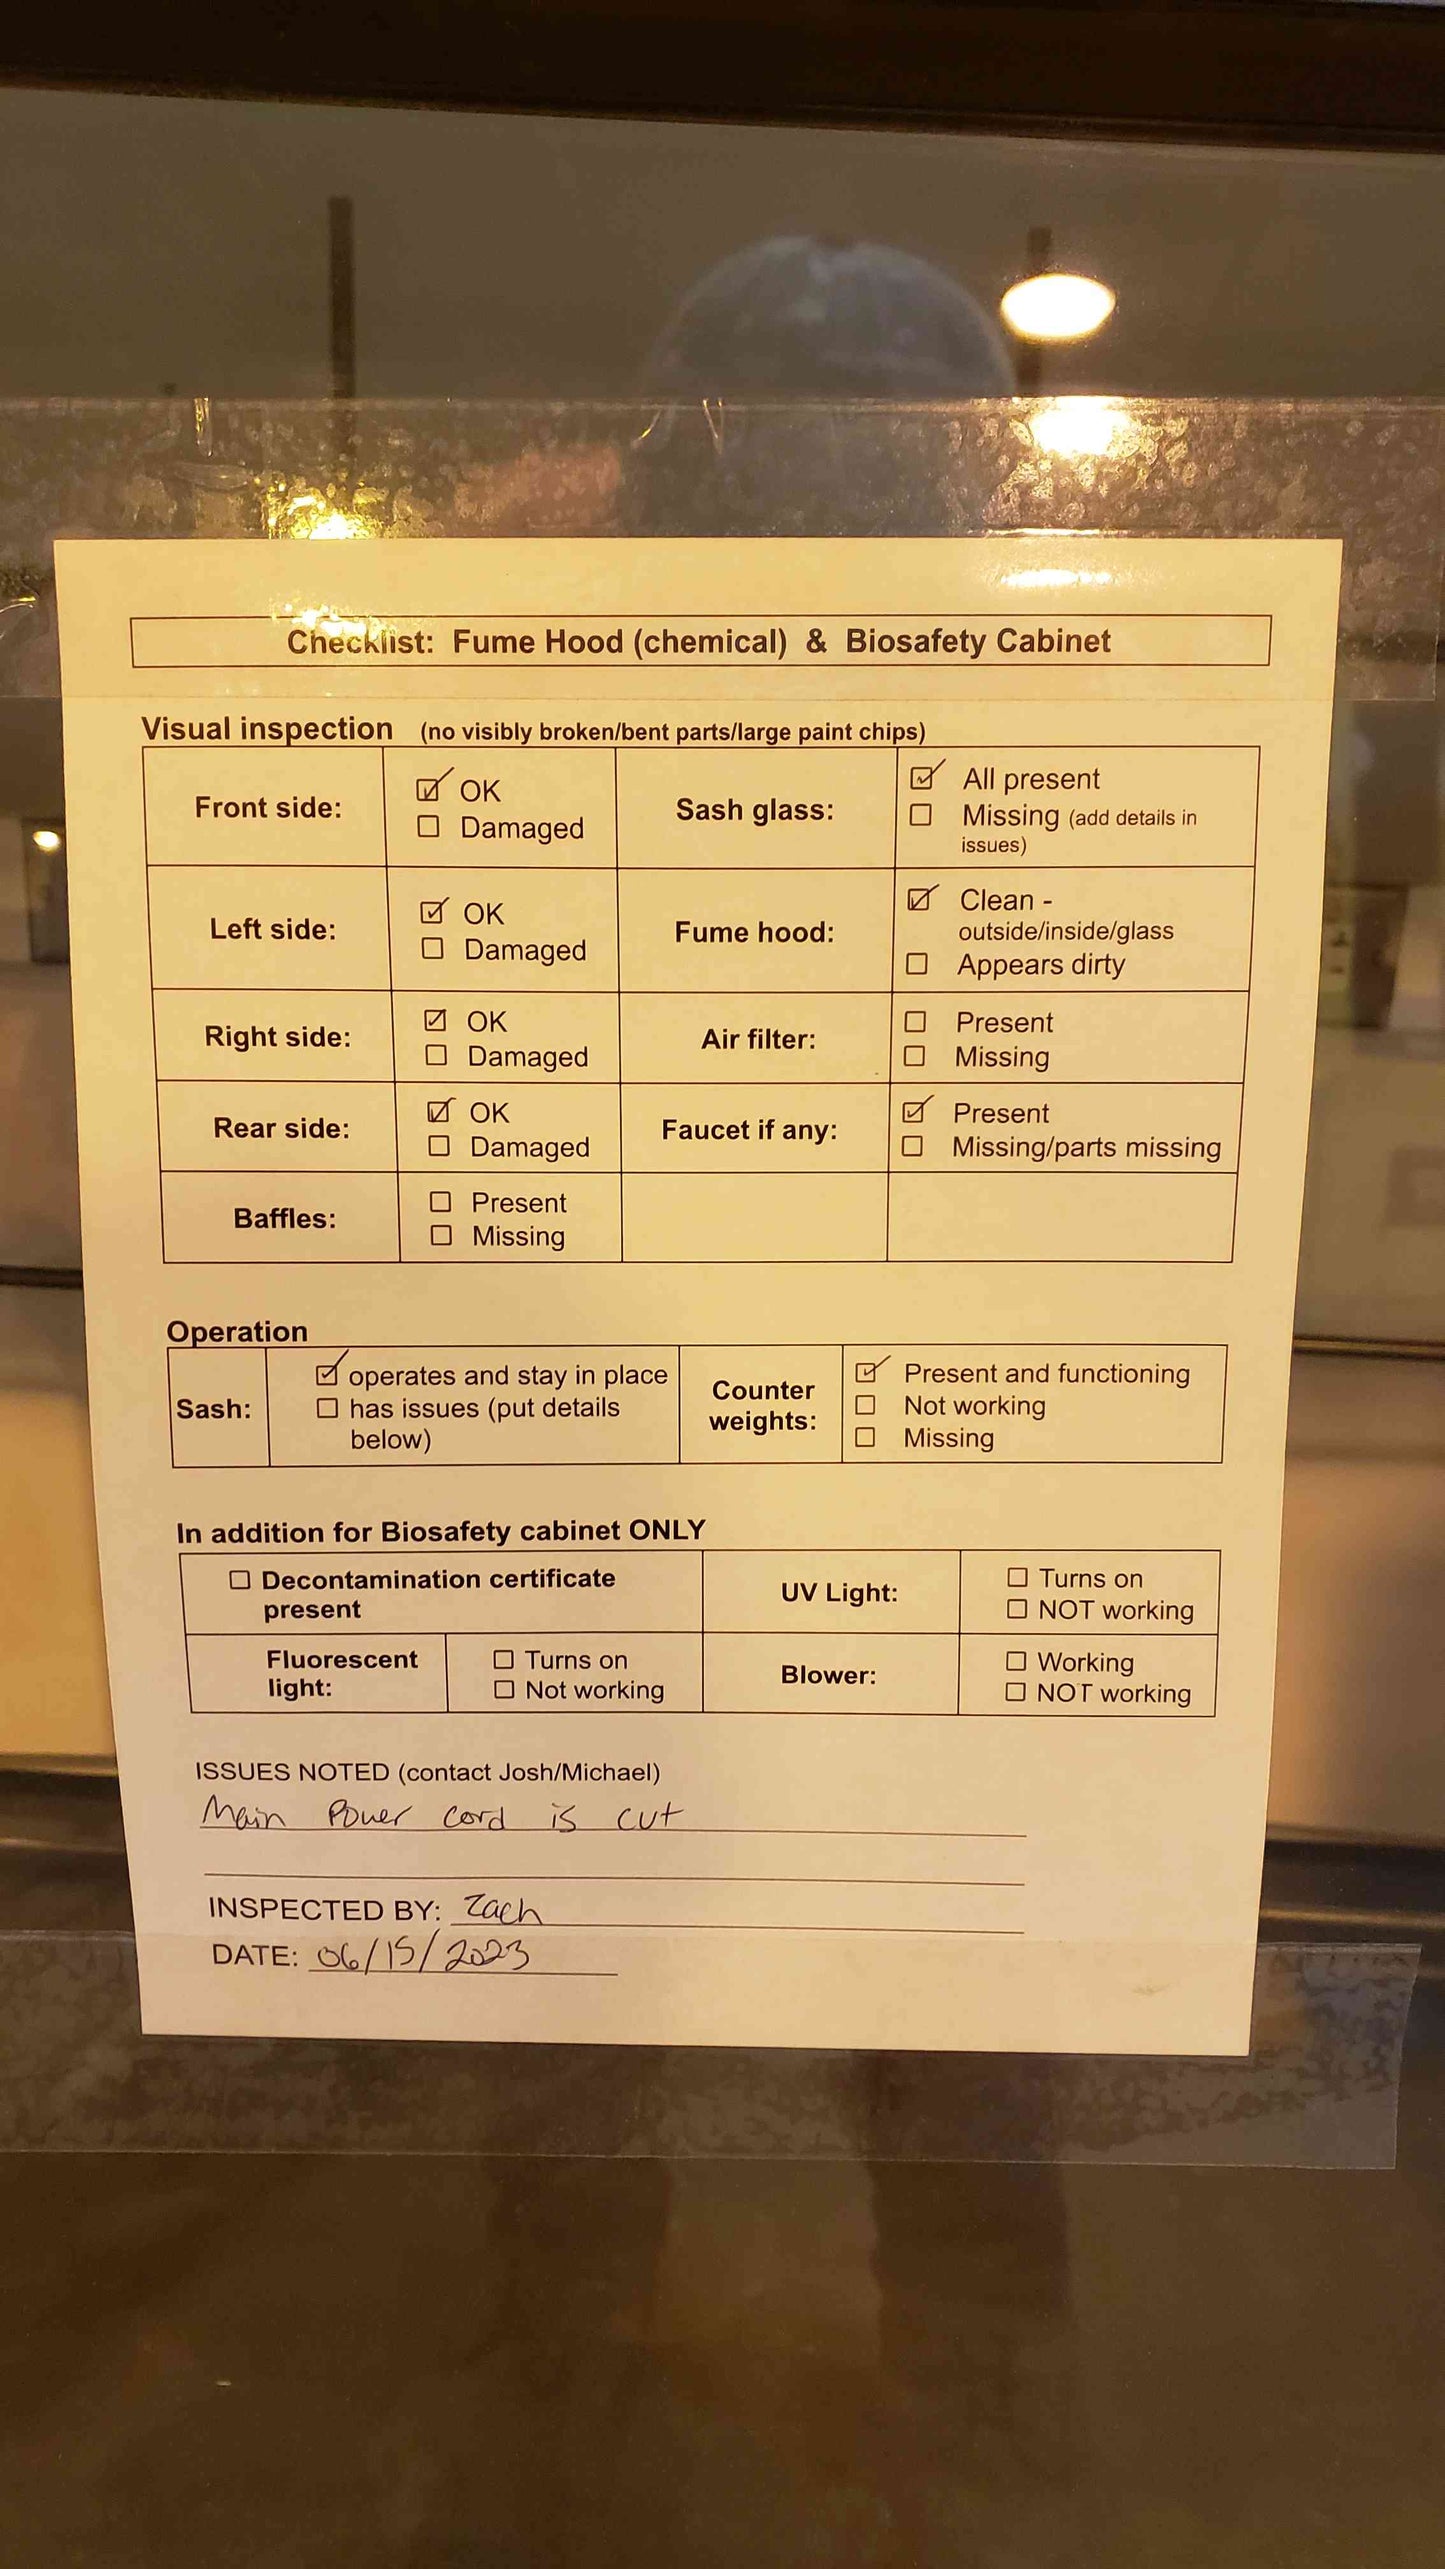 Checklist: Fume Hood (chemical) & Biosafety Cabinet
Visual inspection (no visibly broken/bent parts/large paint chips)
Front side:
☑ OK
☐ Damaged
Sash glass:
☑ All present
☐ Missing (add details in
issues)
Left side:
☑ OK
☐ Damaged
Fume hood:
☑ Clean -
outside/inside/glass
☐ Appears dirty
Right side:
☑ OK
☐ Damaged
Air filter:
☐ Present
☐ Missing
Rear side:
☑ OK
☐ Damaged
Faucet if any:
☑ Present
☐ Missing/parts missing
Baffles:
☐ Present
☐ Missing
Operation
Sash:
☑ operates and stay in place
☐ has issues (put details
below)
Counter
weights:
☑ Present and functioning
☐ Not working
☐ Missing
In addition for Biosafety cabinet ONLY
☐ Decontamination certificate
present
UV Light:
☐ Turns on
☐ NOT working
Fluorescent
light:
☐ Turns on
☐ Not working
Blower:
☐ Working
☐ NOT working
ISSUES NOTED (contact Josh/Michael)
Main Power cord is cut
INSPECTED BY: Zach
DATE: 06/15/2023